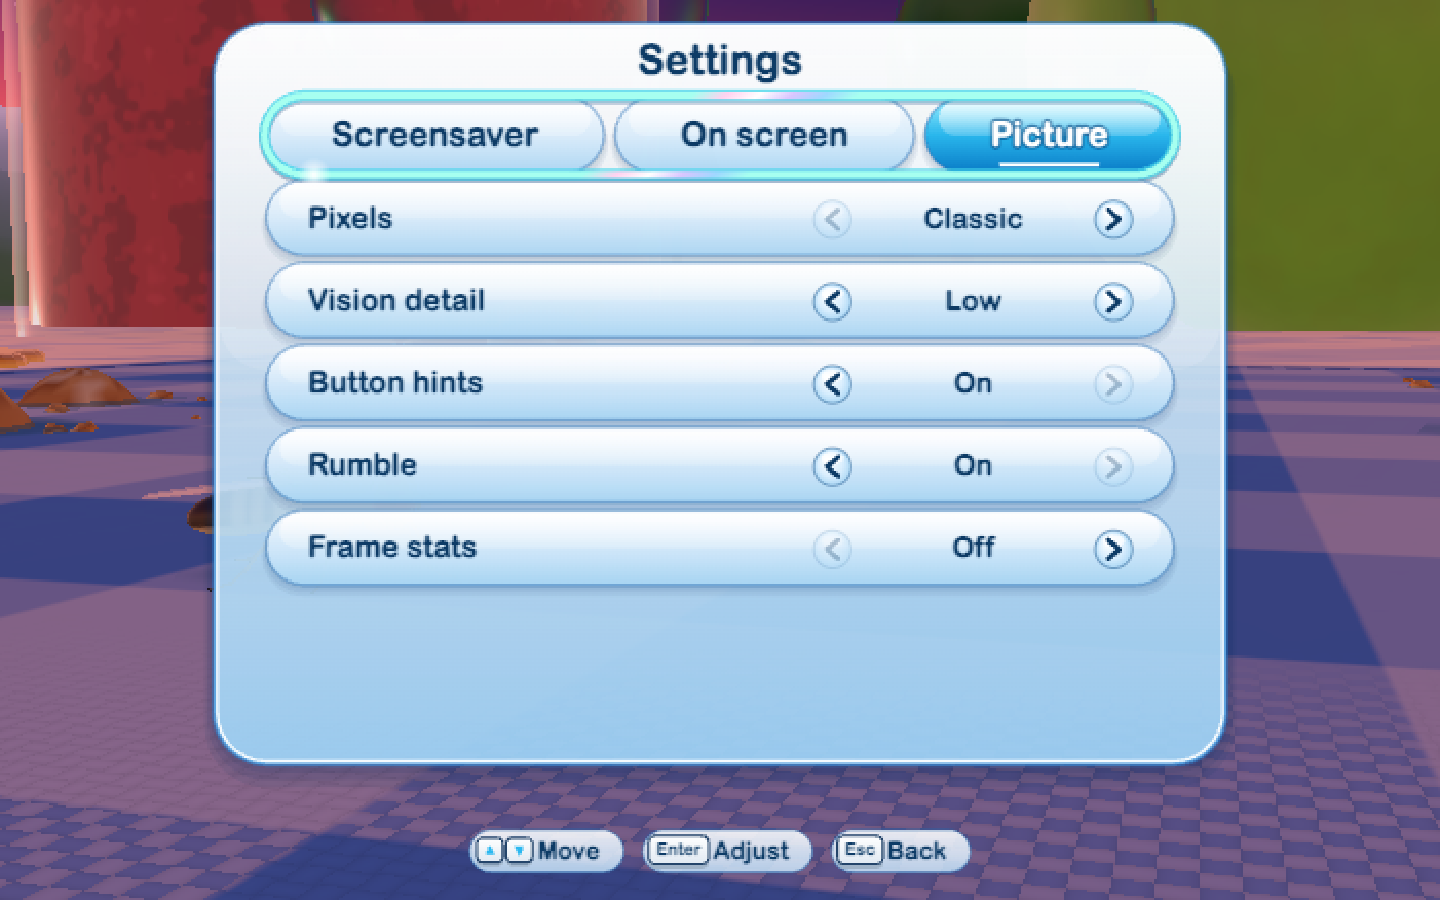 Settings
Screensaver On screen Picture
Pixels Classic
Vision detail Low
Button hints On
Rumble On
Frame stats Off
Move Enter Adjust Esc Back